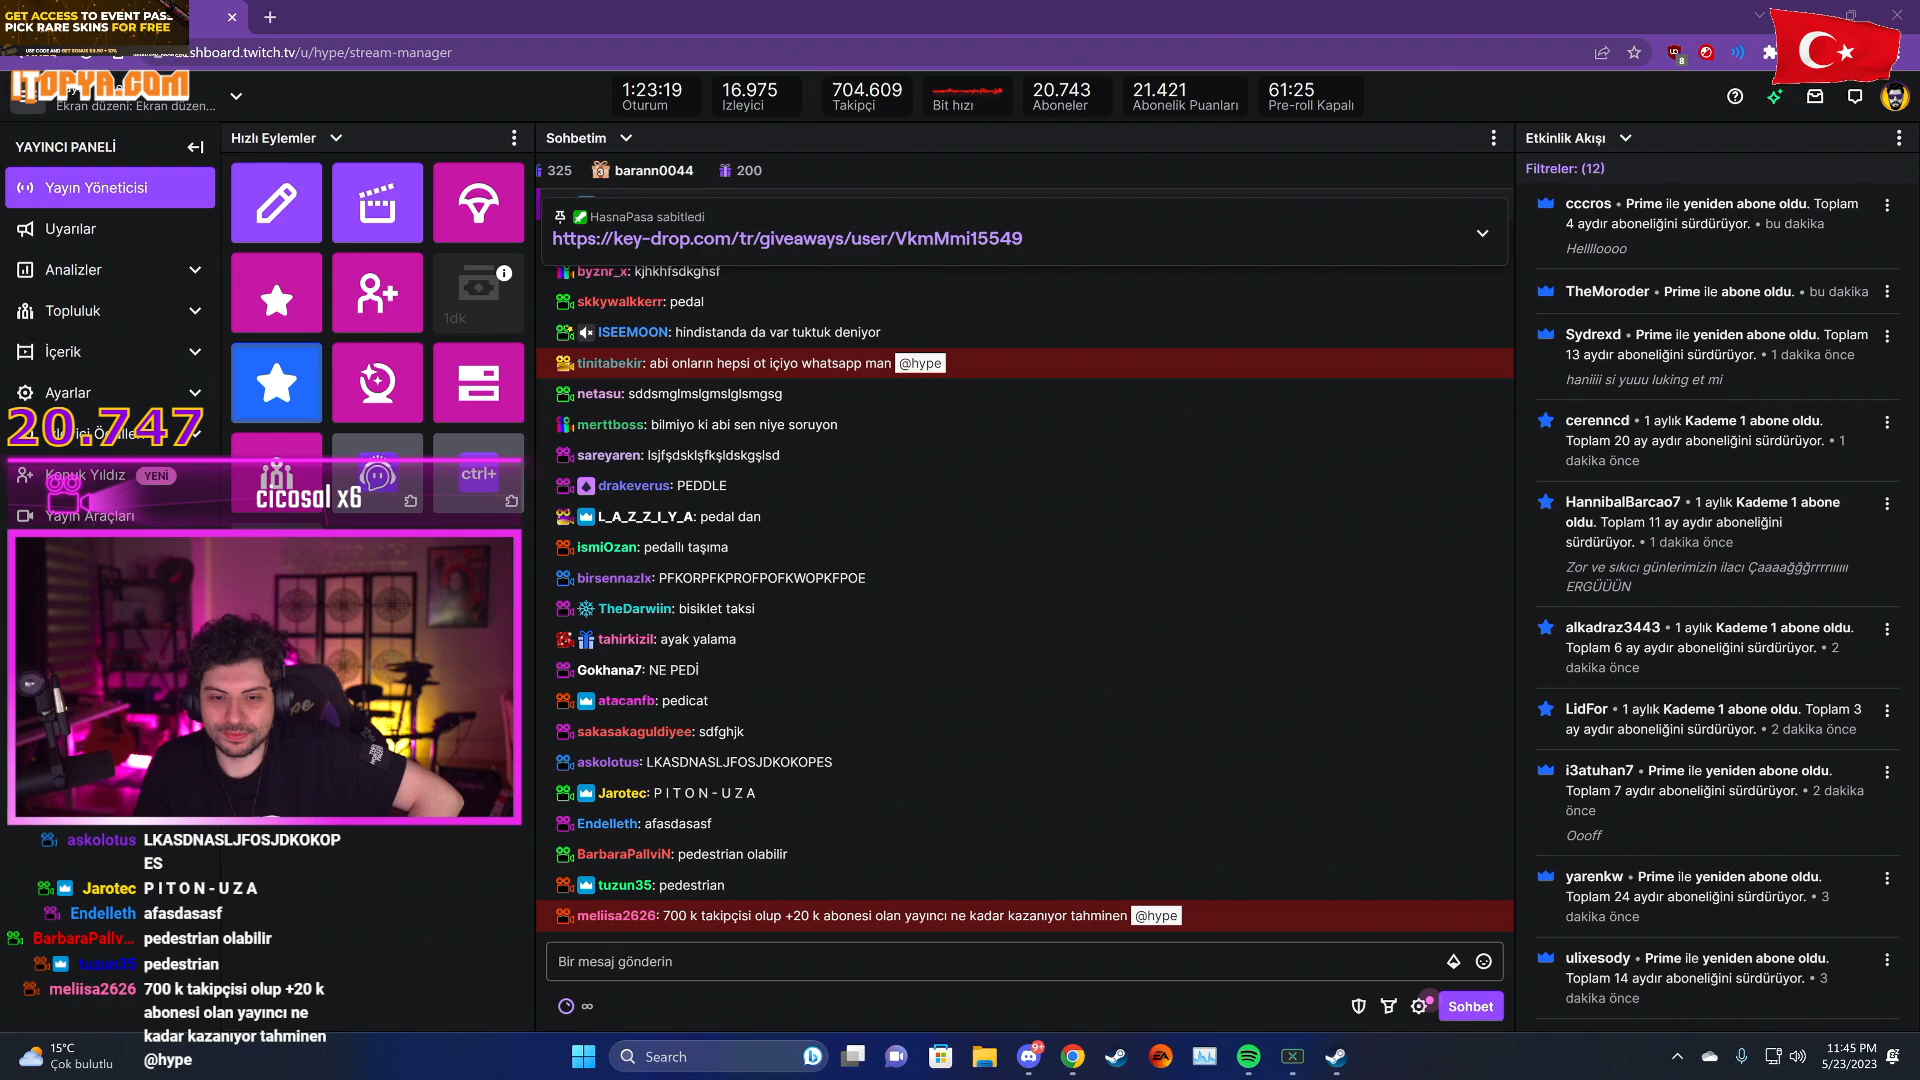 GET ACCESS TO EVENT PASS
PICK RARE SKINS FOR FREE
USE CODE AND GET BONUS $0.50 + 10%
shboard.twitch.tv/u/hype/stream-manager
ITOPYA.COM
Ekran düzeni: Ekran düzen...
1:23:19
Oturum
16.975
İzleyici
704.609
Takipçi
Bit hızı
20.743
Aboneler
21.421
Abonelik Puanları
61:25
Pre-roll Kapalı
YAYINCI PANELİ
Yayın Yöneticisi
Uyarılar
Analizler
Topluluk
İçerik
Ayarlar
20.747
Konuk Yıldız YENİ
Yayın Araçları
Hızlı Eylemler
1dk
ctrl+
cicosal x6
askolotus LKASDNASLJFOSJDKOKOP
ES
Jarotec P I T O N - U Z A
Endelleth afasdasasf
BarbaraPallv... pedestrian olabilir
tuzun35 pedestrian
meliisa2626 700 k takipçisi olup +20 k
abonesi olan yayıncı ne
kadar kazanıyor tahminen
@hype
Sohbetim
325 barann0044 200
HasnaPasa sabitledi
https://key-drop.com/tr/giveaways/user/VkmMmi15549
byznr_x: kjhkhfsdkghsf
skkywalkkerr: pedal
ISEEMOON: hindistanda da var tuktuk deniyor
tinitabekir: abi onların hepsi ot içiyo whatsapp man @hype
netasu: sddsmglmslgmslglsmgsg
merttboss: bilmiyo ki abi sen niye soruyon
sareyaren: lsjfşdsklşfkşldskgşlsd
drakeverus: PEDDLE
L_A_Z_Z_I_Y_A: pedal dan
ismiOzan: pedallı taşıma
birsennazlx: PFKORPFKPROFPOFKWOPKFPOE
TheDarwiin: bisiklet taksi
tahirkizil: ayak yalama
Gokhana7: NE PEDİ
atacanfb: pedicat
sakasakaguldiyee: sdfghjk
askolotus: LKASDNASLJFOSJDKOKOPES
Jarotec: P I T O N - U Z A
Endelleth: afasdasasf
BarbaraPallviN: pedestrian olabilir
tuzun35: pedestrian
meliisa2626: 700 k takipçisi olup +20 k abonesi olan yayıncı ne kadar kazanıyor tahminen @hype
Bir mesaj gönderin
Sohbet
Etkinlik Akışı
Filtreler: (12)
cccros • Prime ile yeniden abone oldu. Toplam
4 aydır aboneliğini sürdürüyor. • bu dakika
Helllloooo
TheMoroder • Prime ile abone oldu. • bu dakika
Sydrexd • Prime ile yeniden abone oldu. Toplam
13 aydır aboneliğini sürdürüyor. • 1 dakika önce
haniiii si yuuu luking et mi
cerenncd • 1 aylık Kademe 1 abone oldu.
Toplam 20 ay aydır aboneliğini sürdürüyor. • 1
dakika önce
HannibalBarcao7 • 1 aylık Kademe 1 abone
oldu. Toplam 11 ay aydır aboneliğini
sürdürüyor. • 1 dakika önce
Zor ve sıkıcı günlerimizin ilacı Çaaaağğğrrrrııııı
ERGÜÜÜN
alkadraz3443 • 1 aylık Kademe 1 abone oldu.
Toplam 6 ay aydır aboneliğini sürdürüyor. • 2
dakika önce
LidFor • 1 aylık Kademe 1 abone oldu. Toplam 3
ay aydır aboneliğini sürdürüyor. • 2 dakika önce
i3atuhan7 • Prime ile yeniden abone oldu.
Toplam 7 aydır aboneliğini sürdürüyor. • 2 dakika
önce
Oooff
yarenkw • Prime ile yeniden abone oldu.
Toplam 24 aydır aboneliğini sürdürüyor. • 3
dakika önce
ulixesody • Prime ile yeniden abone oldu.
Toplam 14 aydır aboneliğini sürdürüyor. • 3
dakika önce
15°C
Çok bulutlu
Search
9+
11:45 PM
5/23/2023